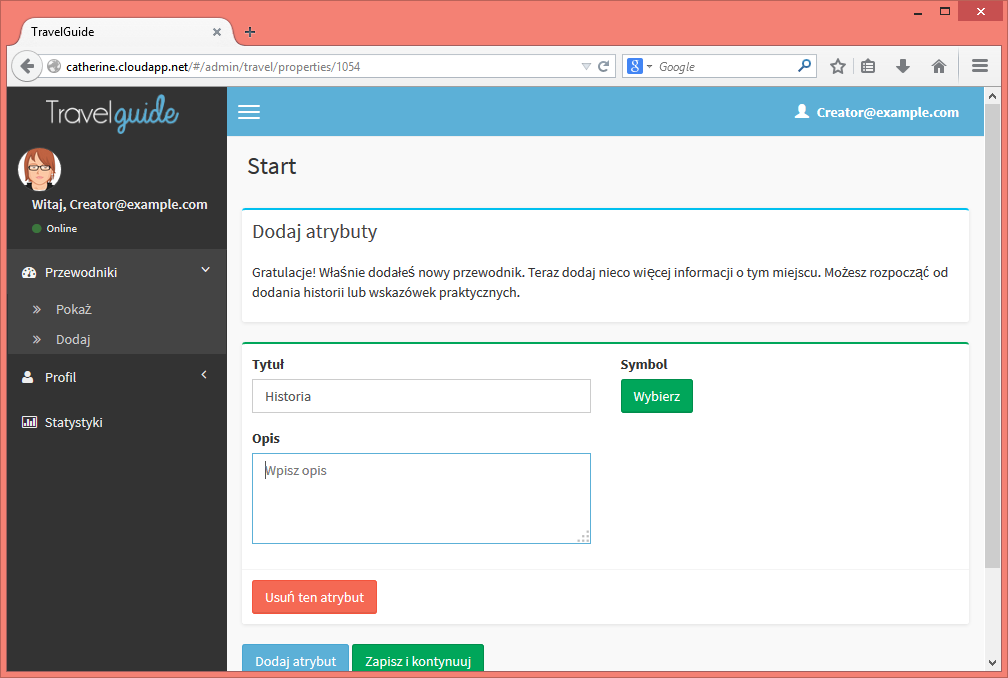 TravelGuide
catherine.cloudapp.net/#/admin/travel/properties/1054
Google
Travelguide
Creator@example.com
Witaj, Creator@example.com
Online
Przewodniki
Pokaż
Dodaj
Profil
Statystyki
Start
Dodaj atrybuty
Gratulacje! Właśnie dodałeś nowy przewodnik. Teraz dodaj nieco więcej informacji o tym miejscu. Możesz rozpocząć od
dodania historii lub wskazówek praktycznych.
Tytuł
Symbol
Historia
Wybierz
Opis
Wpisz opis
Usuń ten atrybut
Dodaj atrybut
Zapisz i kontynuuj